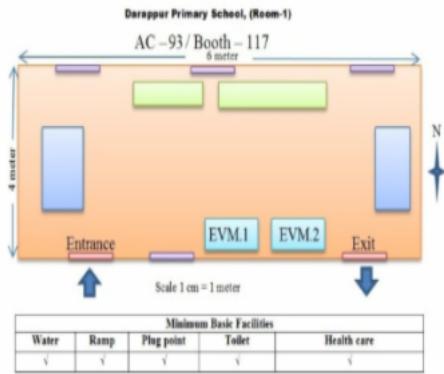 Darappur Primary School, (Room-1)
AC – 93/ Booth – 117
6 meter
4 meter
N
EVM.1 EVM.2
Entrance Exit
Scale 1 cm = 1 meter
Minimum Basic Facilities
Water Ramp Plug point Toilet Health care
√ √ √ √ √